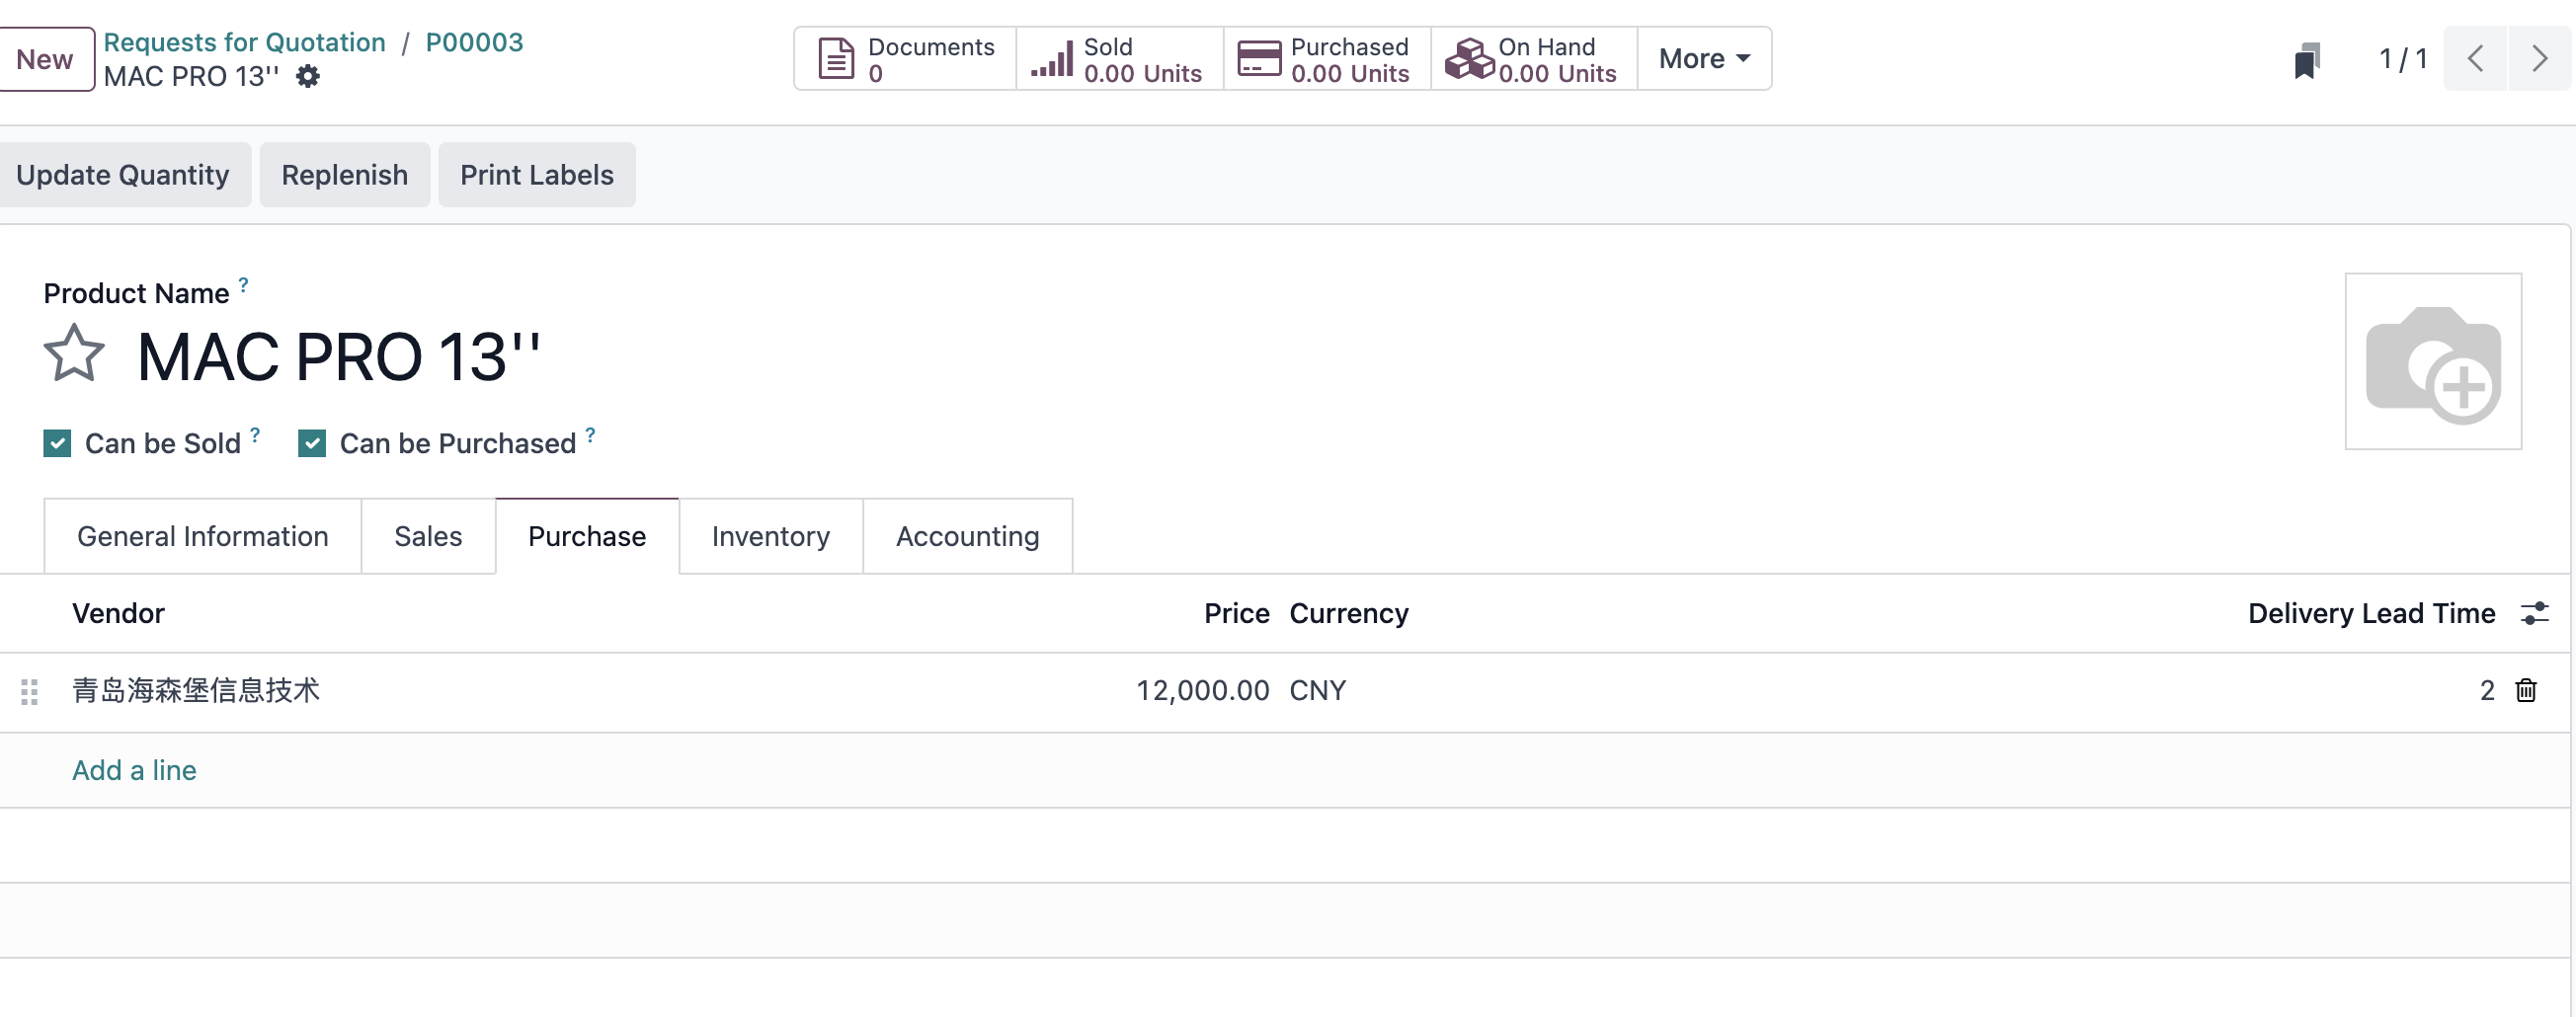 New
Requests for Quotation / P00003
MAC PRO 13''
Documents
0
Sold
0.00 Units
Purchased
0.00 Units
On Hand
0.00 Units
More
1 / 1
Update Quantity
Replenish
Print Labels
Product Name ?
MAC PRO 13''
Can be Sold ?
Can be Purchased ?
General Information
Sales
Purchase
Inventory
Accounting
Vendor Price Currency Delivery Lead Time
青岛海森堡信息技术 12,000.00 CNY 2
Add a line